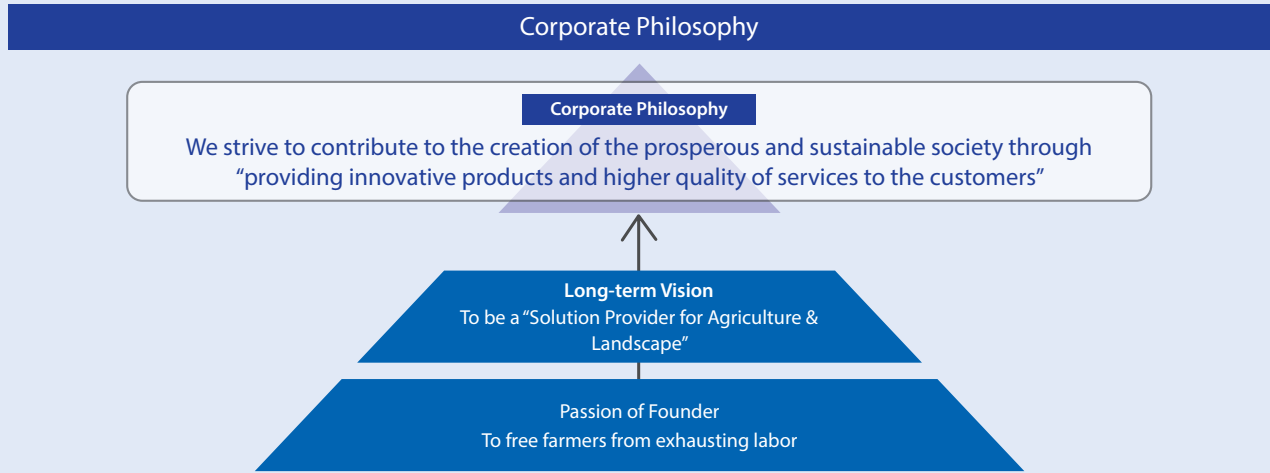 Corporate Philosophy
Corporate Philosophy
We strive to contribute to the creation of the prosperous and sustainable society through
“providing innovative products and higher quality of services to the customers”
Long-term Vision
To be a “Solution Provider for Agriculture &
Landscape”
Passion of Founder
To free farmers from exhausting labor